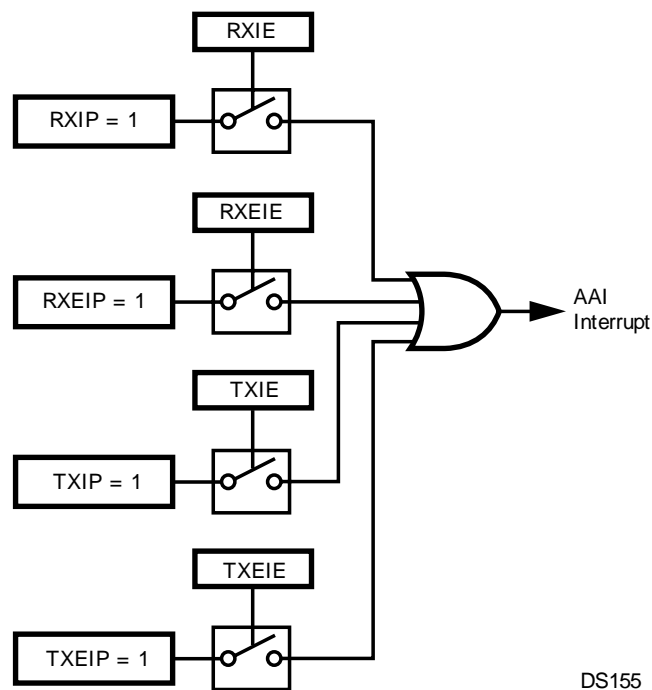 RXIE
RXIP = 1
RXEIE
RXEIP = 1
AAI
Interrupt
TXIE
TXIP = 1
TXEIE
TXEIP = 1
DS155